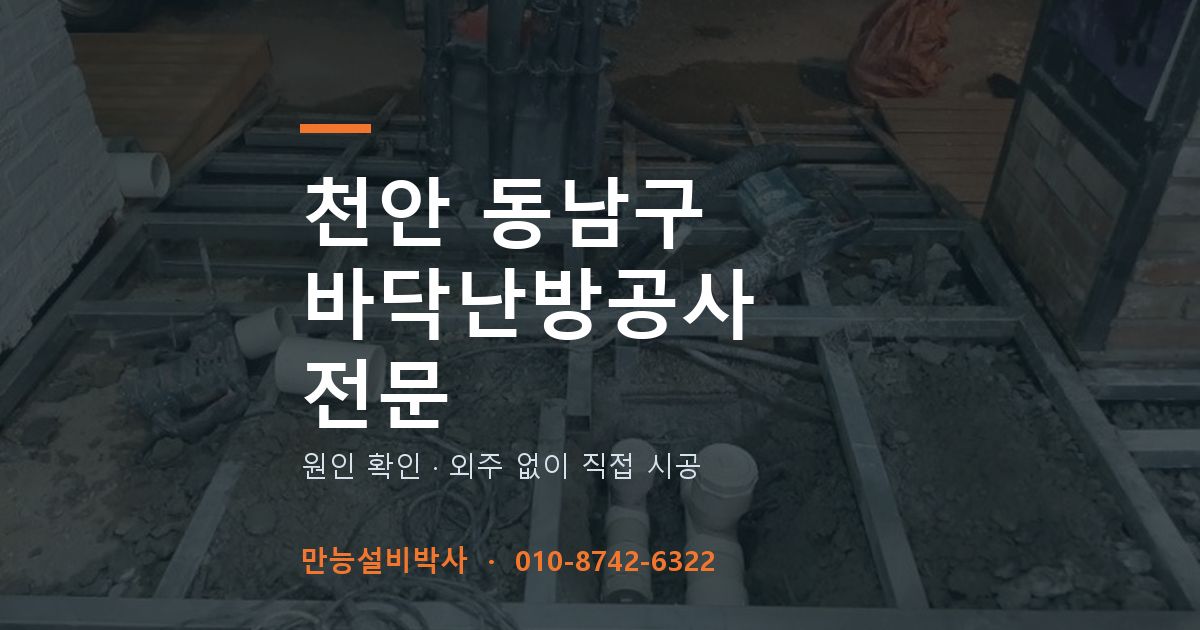 천안 동남구
바닥난방공사
전문
원인 확인 · 외주 없이 직접 시공
만능설비박사 · 010-8742-6322